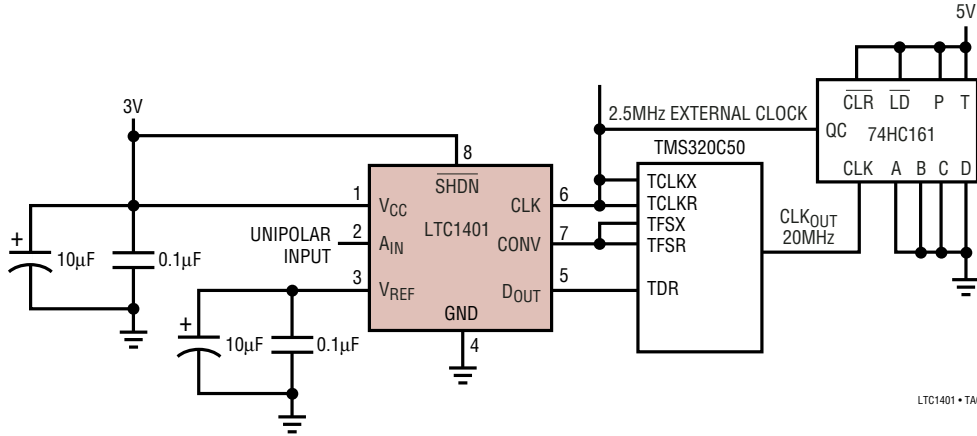 5V
CLR LD P T
QC 74HC161
CLK A B C D
2.5MHz EXTERNAL CLOCK
TMS320C50
TCLKX
TCLKR
TFSX
TFSR
TDR
CLKOUT
20MHz
3V
8
SHDN
1 VCC LTC1401 CLK 6
UNIPOLAR
INPUT
2 AIN CONV 7
3 VREF DOUT 5
GND
4
+
10µF 0.1µF
+
10µF 0.1µF